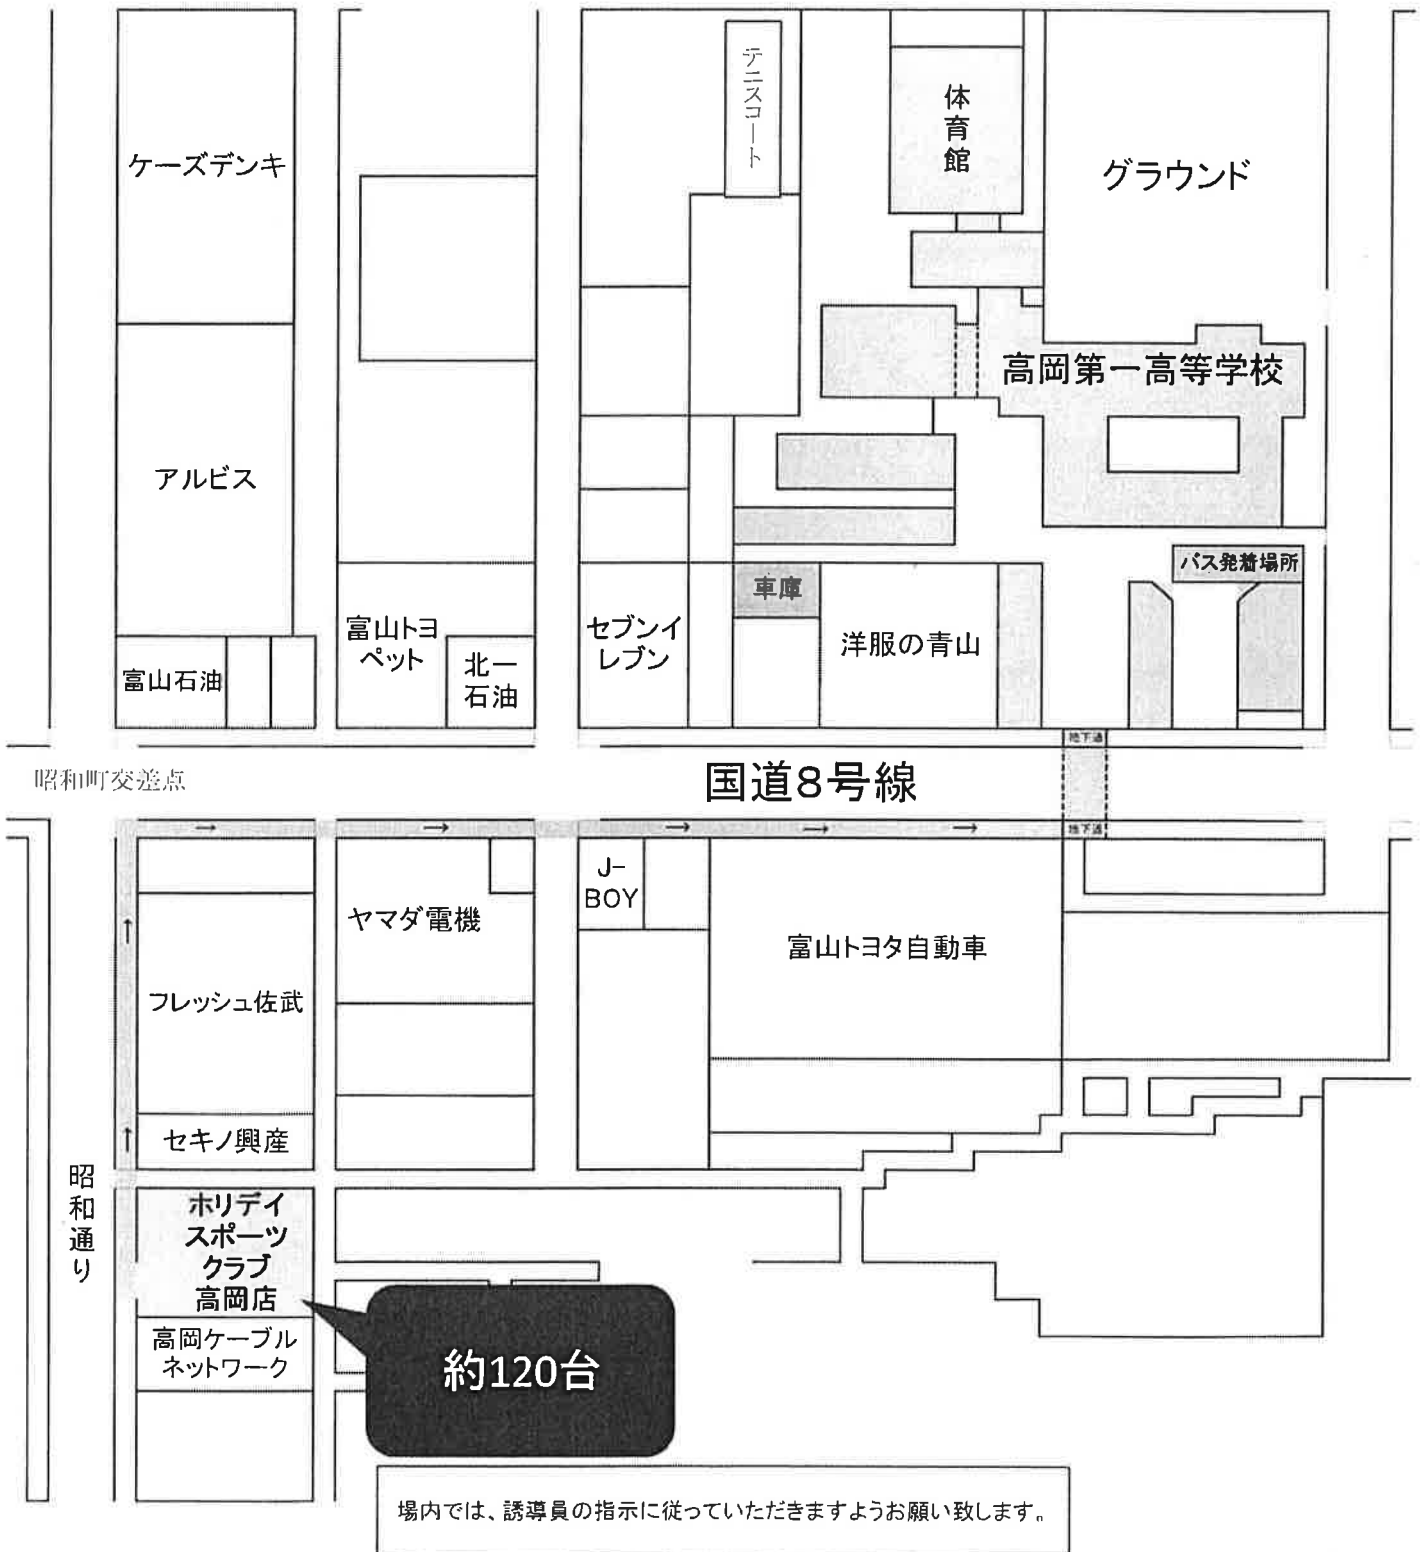 テニスコート
体育館
ケーズデンキ
グラウンド
高岡第一高等学校
アルビス
バス発着場所
車庫
富山トヨ
ペット
セブンイ
レブン
洋服の青山
富山石油
北一
石油
地下道
昭和町交差点
国道8号線
→
→
→
→
→
地下道
J-
BOY
ヤマダ電機
↑
富山トヨタ自動車
フレッシュ佐武
↑
セキノ興産
昭和通り
ホリデイ
スポーツ
クラブ
高岡店
高岡ケーブル
ネットワーク
約120台
場内では、誘導員の指示に従っていただきますようお願い致します。